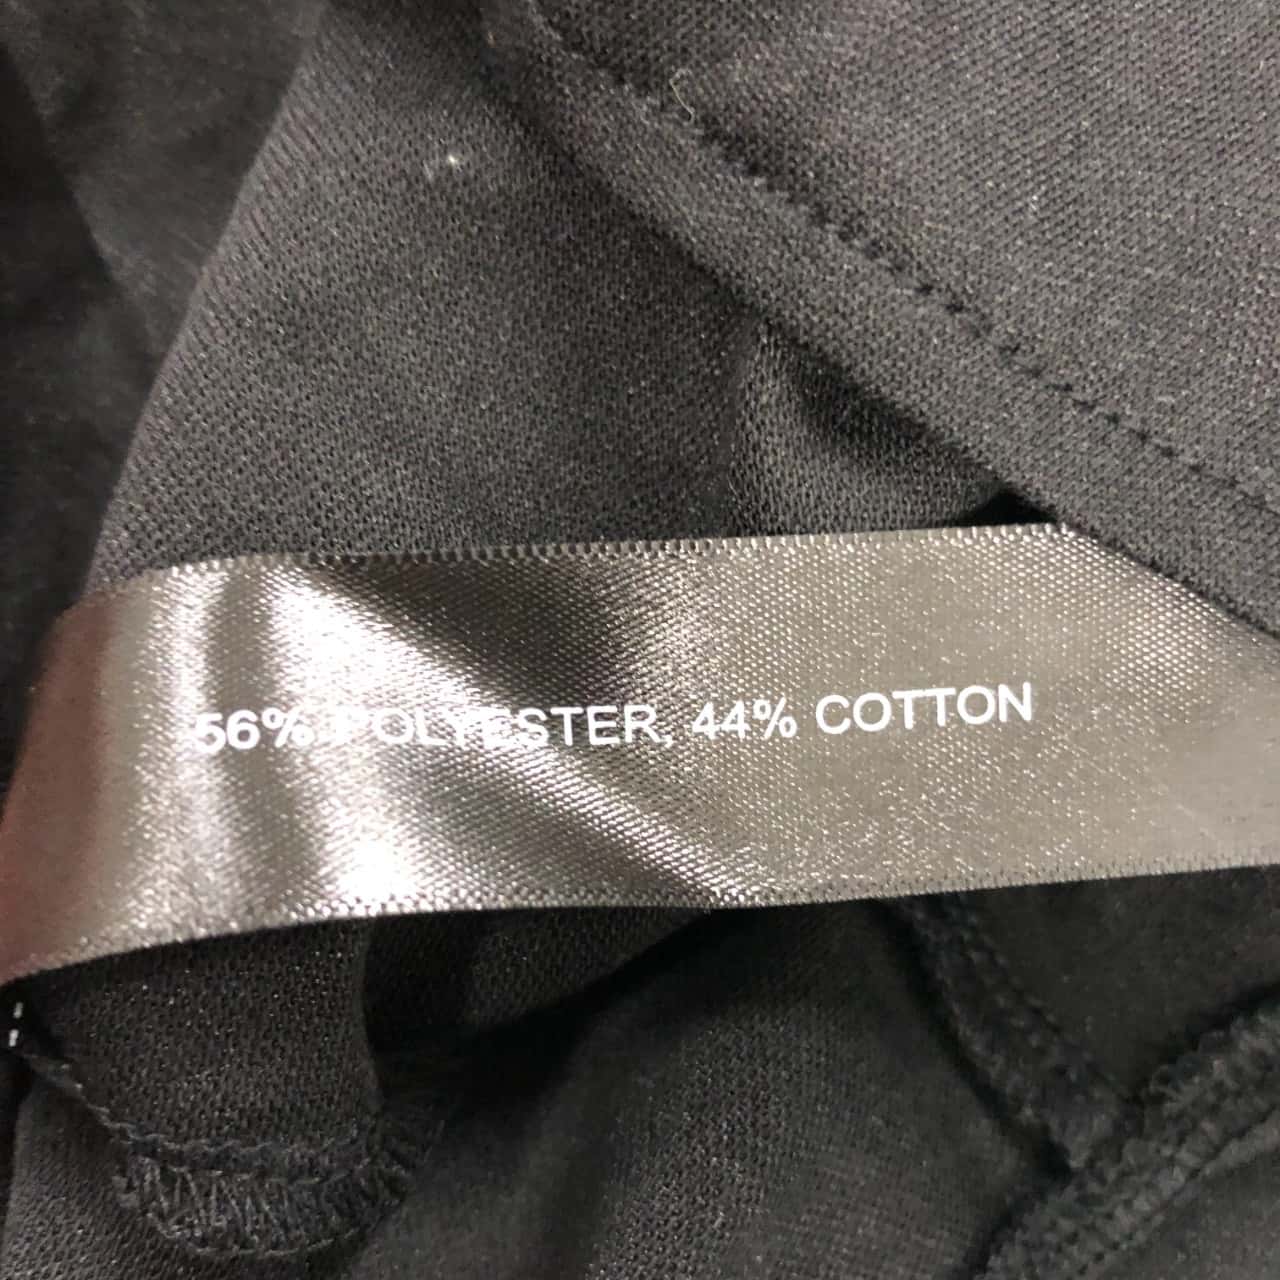 56% POLYESTER, 44% COTTON